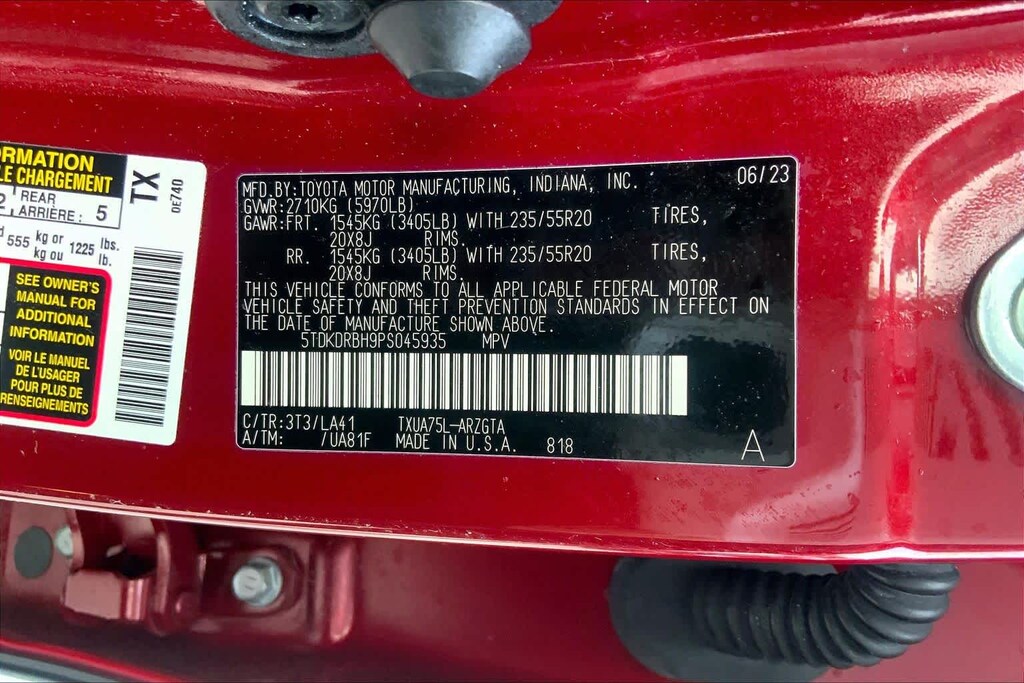 RMATION
LE CHARGEMENT
2 REAR
ARRIÈRE: 5
555 kg or 1225 lbs.
kg ou lb.
SEE OWNER'S
MANUAL FOR
ADDITIONAL
INFORMATION
VOIR LE MANUEL
DE L'USAGER
POUR PLUS DE
RENSEIGNEMENTS
TX
0E740
MFD.BY:TOYOTA MOTOR MANUFACTURING, INDIANA, INC. 06/23
GVWR:2710KG (5970LB)
GAWR:FRT. 1545KG (3405LB) WITH 235/55R20 TIRES,
20X8J RIMS.
RR. 1545KG (3405LB) WITH 235/55R20 TIRES,
20X8J RIMS.
THIS VEHICLE CONFORMS TO ALL APPLICABLE FEDERAL MOTOR
VEHICLE SAFETY AND THEFT PREVENTION STANDARDS IN EFFECT ON
THE DATE OF MANUFACTURE SHOWN ABOVE.
5TDKDRBH9PS045935 MPV
C/TR:3T3/LA41 TXUA75L-ARZGTA
A/TM: /UA81F MADE IN U.S.A. 818 A